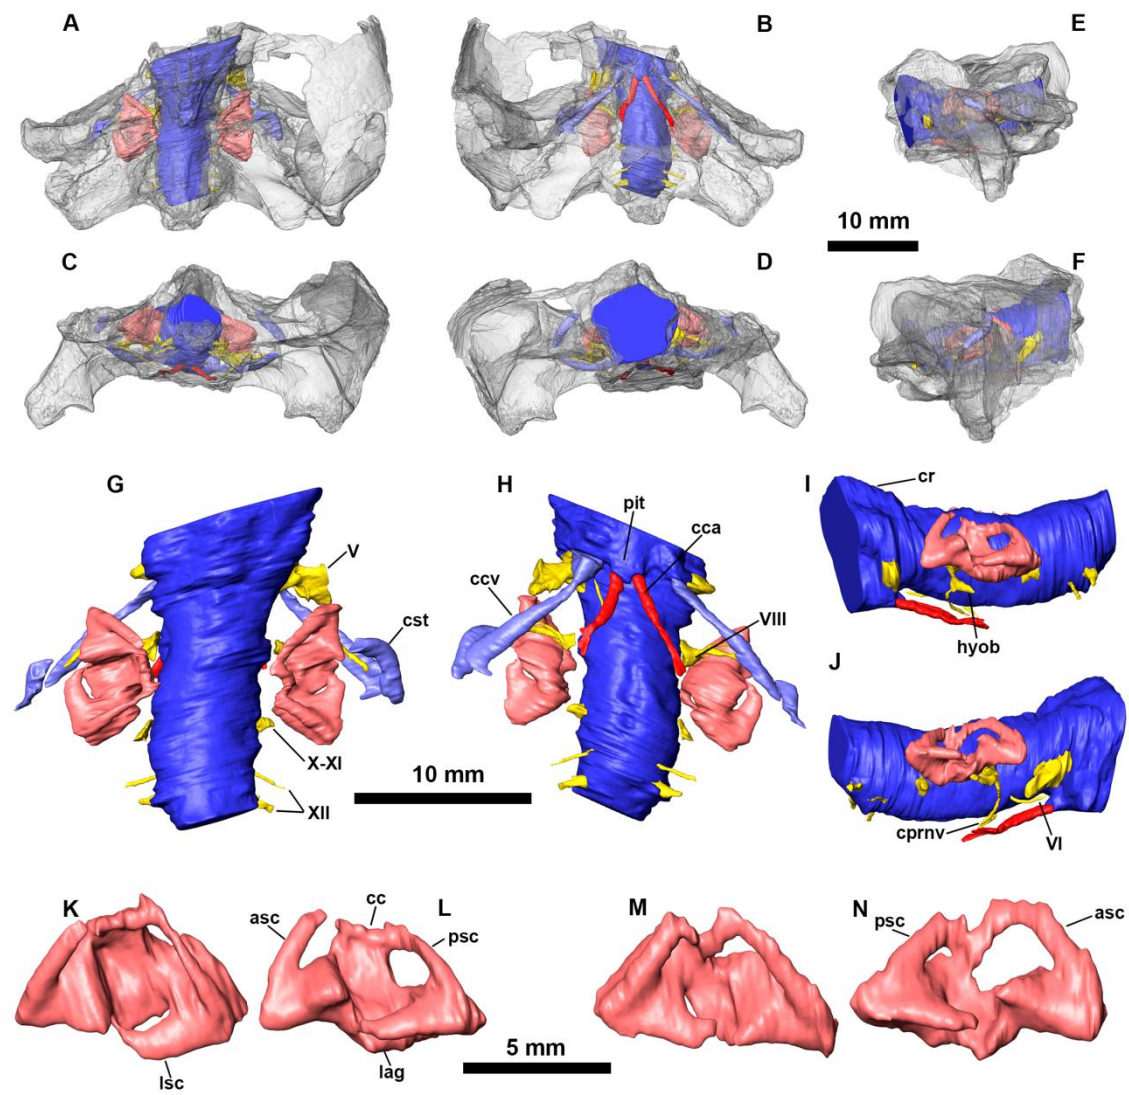 A
B
E
10 mm
C
D
F
G
H
I
cr
pit
cca
V
ccv
cst
VIII
hyob
J
X-XI
10 mm
XII
cprnv
VI
K
asc
cc
L
psc
M
psc
N
asc
lsc
lag
5 mm